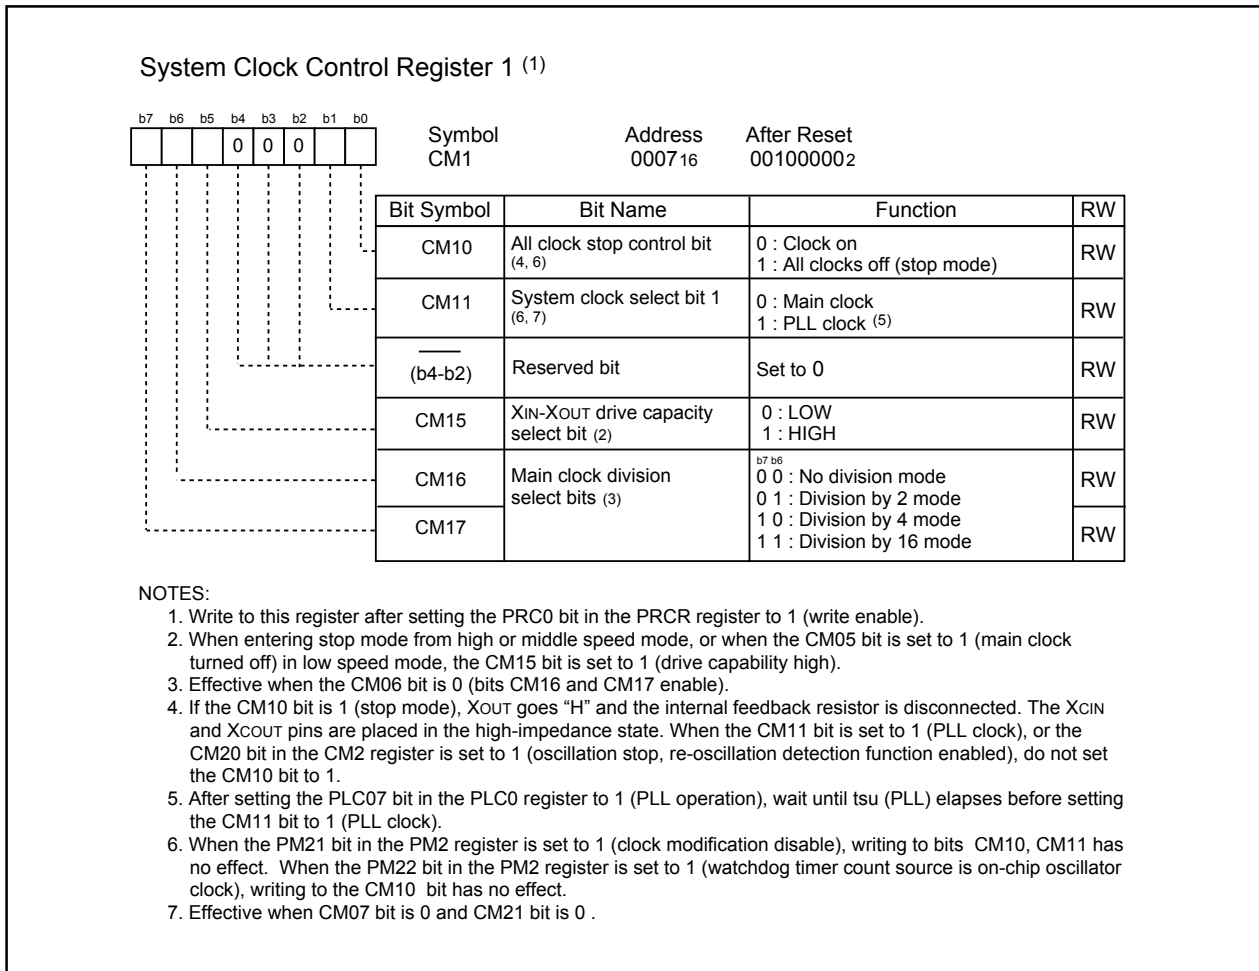 System Clock Control Register 1 (1)
b7 b6 b5 b4 b3 b2 b1 b0
0 0 0
Symbol Address After Reset
CM1 000716 001000002
Bit Symbol Bit Name Function RW
CM10 All clock stop control bit (4, 6) 0 : Clock on RW
1 : All clocks off (stop mode)
CM11 System clock select bit 1 (6, 7) 0 : Main clock RW
1 : PLL clock (5)
(b4-b2) Reserved bit Set to 0 RW
CM15 XIN-XOUT drive capacity 0 : LOW RW
select bit (2) 1 : HIGH
b7 b6
CM16 Main clock division 0 0 : No division mode RW
select bits (3) 0 1 : Division by 2 mode
CM17 1 0 : Division by 4 mode RW
1 1 : Division by 16 mode
NOTES:
1. Write to this register after setting the PRC0 bit in the PRCR register to 1 (write enable).
2. When entering stop mode from high or middle speed mode, or when the CM05 bit is set to 1 (main clock
turned off) in low speed mode, the CM15 bit is set to 1 (drive capability high).
3. Effective when the CM06 bit is 0 (bits CM16 and CM17 enable).
4. If the CM10 bit is 1 (stop mode), XOUT goes “H” and the internal feedback resistor is disconnected. The XCIN
and XCOUT pins are placed in the high-impedance state. When the CM11 bit is set to 1 (PLL clock), or the
CM20 bit in the CM2 register is set to 1 (oscillation stop, re-oscillation detection function enabled), do not set
the CM10 bit to 1.
5. After setting the PLC07 bit in the PLC0 register to 1 (PLL operation), wait until tsu (PLL) elapses before setting
the CM11 bit to 1 (PLL clock).
6. When the PM21 bit in the PM2 register is set to 1 (clock modification disable), writing to bits CM10, CM11 has
no effect. When the PM22 bit in the PM2 register is set to 1 (watchdog timer count source is on-chip oscillator
clock), writing to the CM10 bit has no effect.
7. Effective when CM07 bit is 0 and CM21 bit is 0 .